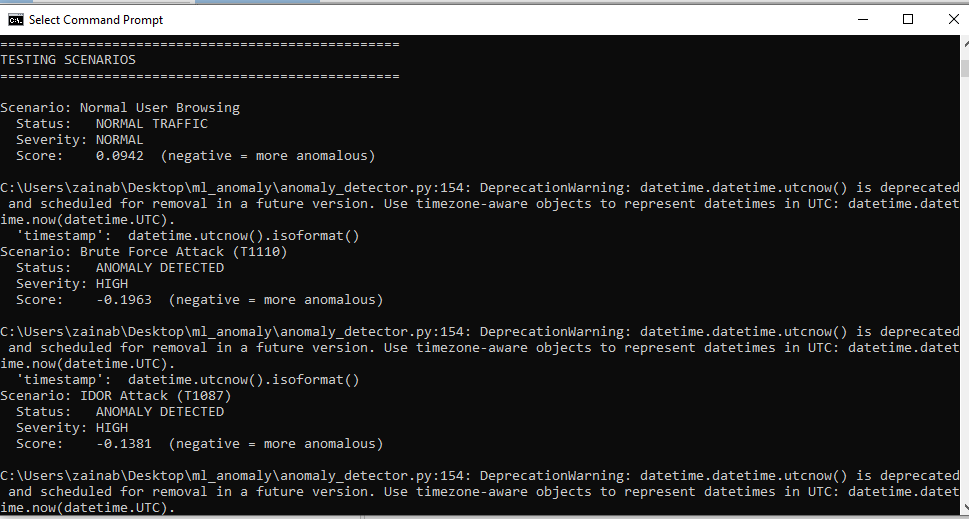 Select Command Prompt
==================================================
TESTING SCENARIOS
==================================================
Scenario: Normal User Browsing
  Status:   NORMAL TRAFFIC
  Severity: NORMAL
  Score:    0.0942  (negative = more anomalous)
C:\Users\zainab\Desktop\ml_anomaly\anomaly_detector.py:154: DeprecationWarning: datetime.datetime.utcnow() is deprecated
 and scheduled for removal in a future version. Use timezone-aware objects to represent datetimes in UTC: datetime.datet
ime.now(datetime.UTC).
  'timestamp':  datetime.utcnow().isoformat()
Scenario: Brute Force Attack (T1110)
  Status:   ANOMALY DETECTED
  Severity: HIGH
  Score:    -0.1963  (negative = more anomalous)
C:\Users\zainab\Desktop\ml_anomaly\anomaly_detector.py:154: DeprecationWarning: datetime.datetime.utcnow() is deprecated
 and scheduled for removal in a future version. Use timezone-aware objects to represent datetimes in UTC: datetime.datet
ime.now(datetime.UTC).
  'timestamp':  datetime.utcnow().isoformat()
Scenario: IDOR Attack (T1087)
  Status:   ANOMALY DETECTED
  Severity: HIGH
  Score:    -0.1381  (negative = more anomalous)
C:\Users\zainab\Desktop\ml_anomaly\anomaly_detector.py:154: DeprecationWarning: datetime.datetime.utcnow() is deprecated
 and scheduled for removal in a future version. Use timezone-aware objects to represent datetimes in UTC: datetime.datet
ime.now(datetime.UTC).